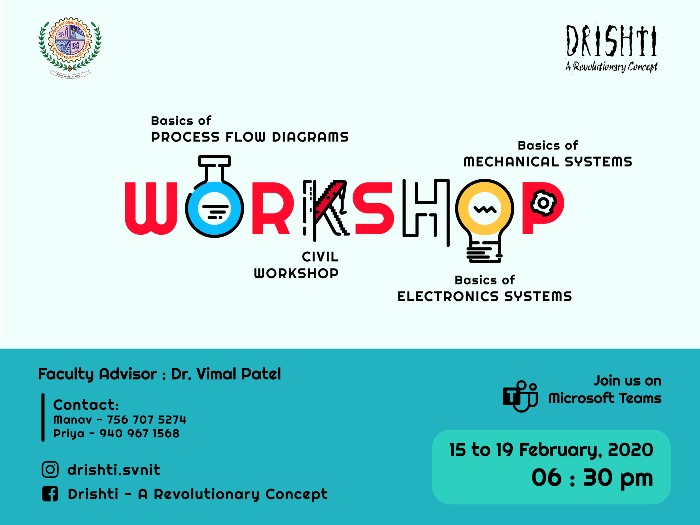 DRISHTI
A Revolutionary Concept
Basics of
PROCESS FLOW DIAGRAMS
Basics of
MECHANICAL SYSTEMS
WORKSHOP
CIVIL
WORKSHOP
Basics of
ELECTRONICS SYSTEMS
Faculty Advisor : Dr. Vimal Patel
Contact:
Manav - 756 707 5274
Priya - 940 967 1568
drishti.svnit
Drishti - A Revolutionary Concept
Join us on
Microsoft Teams
15 to 19 February, 2020
06 : 30 pm